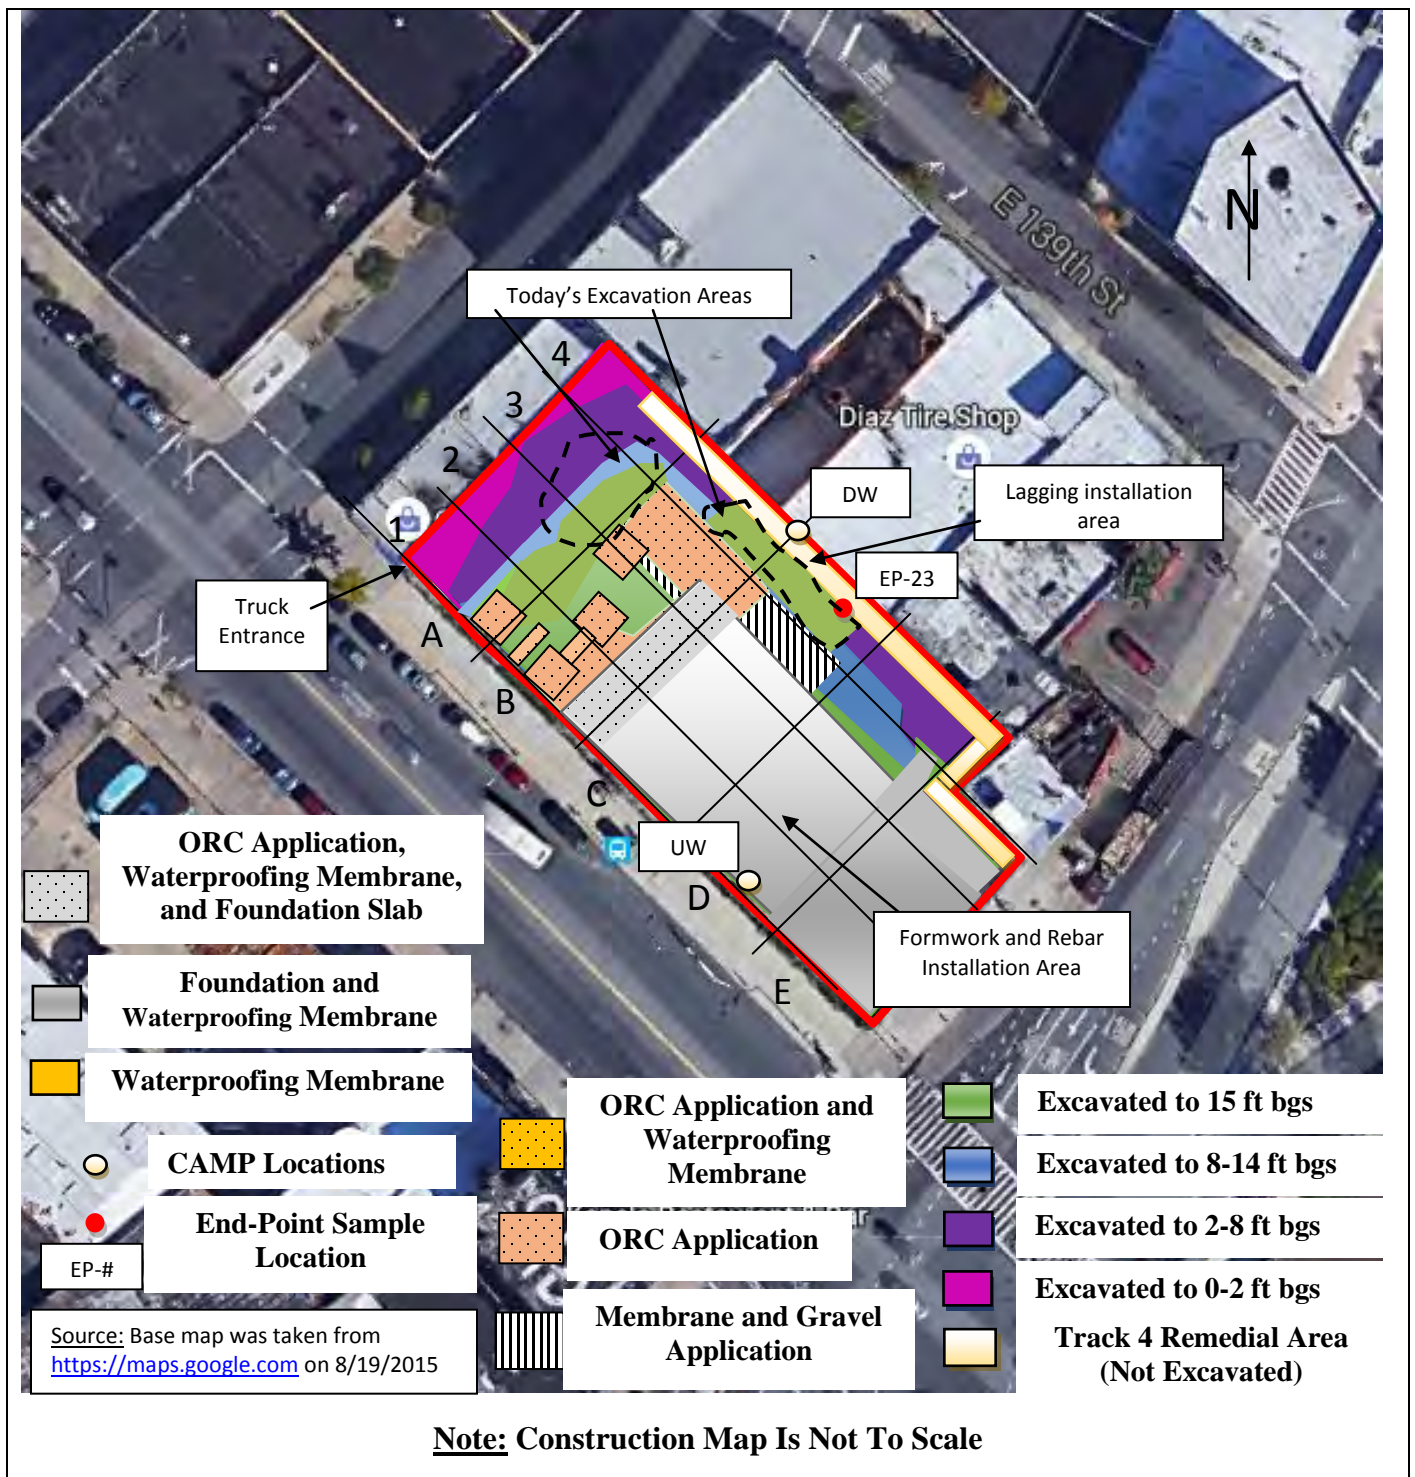 E 139th St
N
Today's Excavation Areas
4
3
2
1
Diaz Tire Shop
DW
Lagging installation
area
EP-23
Truck
Entrance
A
B
C
D
E
UW
Formwork and Rebar
Installation Area
ORC Application,
Waterproofing Membrane,
and Foundation Slab
Foundation and
Waterproofing Membrane
Waterproofing Membrane
CAMP Locations
End-Point Sample
Location
EP-#
Source: Base map was taken from
https://maps.google.com on 8/19/2015
ORC Application and
Waterproofing
Membrane
ORC Application
Membrane and Gravel
Application
Excavated to 15 ft bgs
Excavated to 8-14 ft bgs
Excavated to 2-8 ft bgs
Excavated to 0-2 ft bgs
Track 4 Remedial Area
(Not Excavated)
Note: Construction Map Is Not To Scale